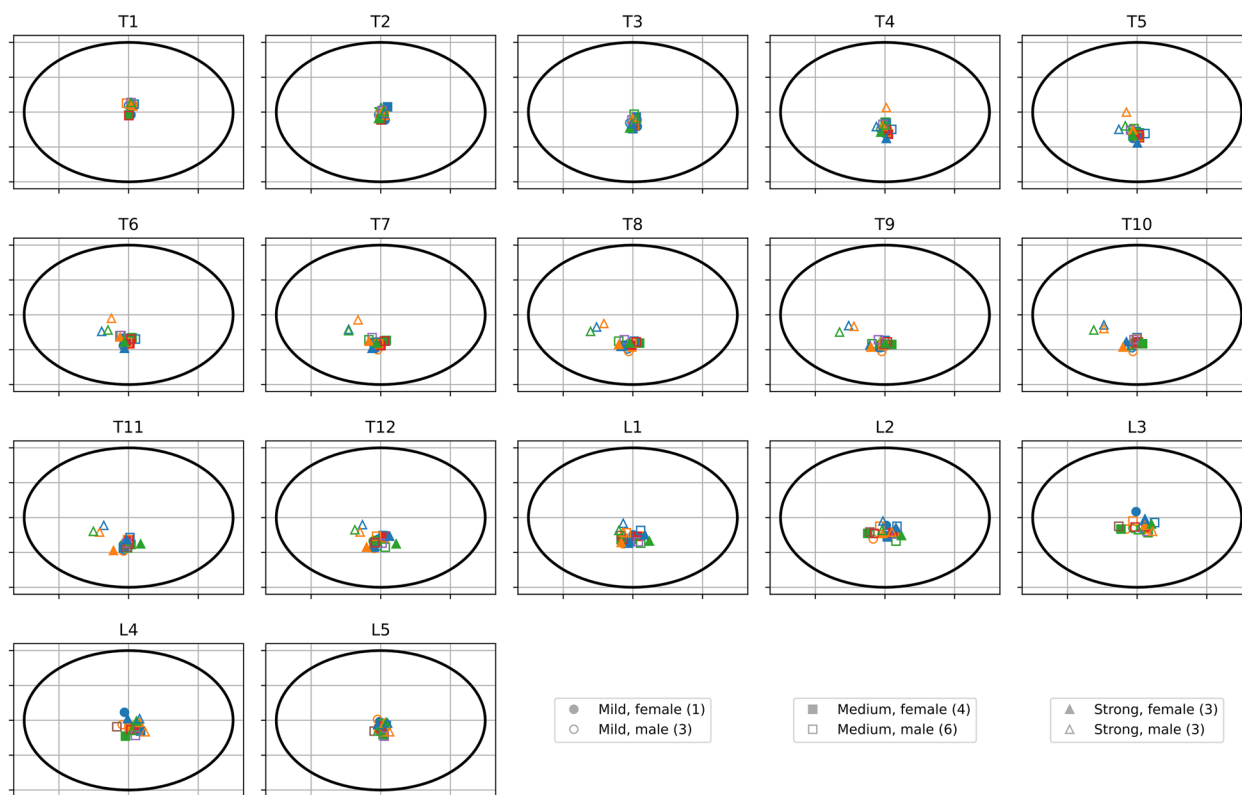 T1
T2
T3
T4
T5
T6
T7
T8
T9
T10
T11
T12
L1
L2
L3
L4
L5
Mild, female (1)
Mild, male (3)
Medium, female (4)
Medium, male (6)
Strong, female (3)
Strong, male (3)